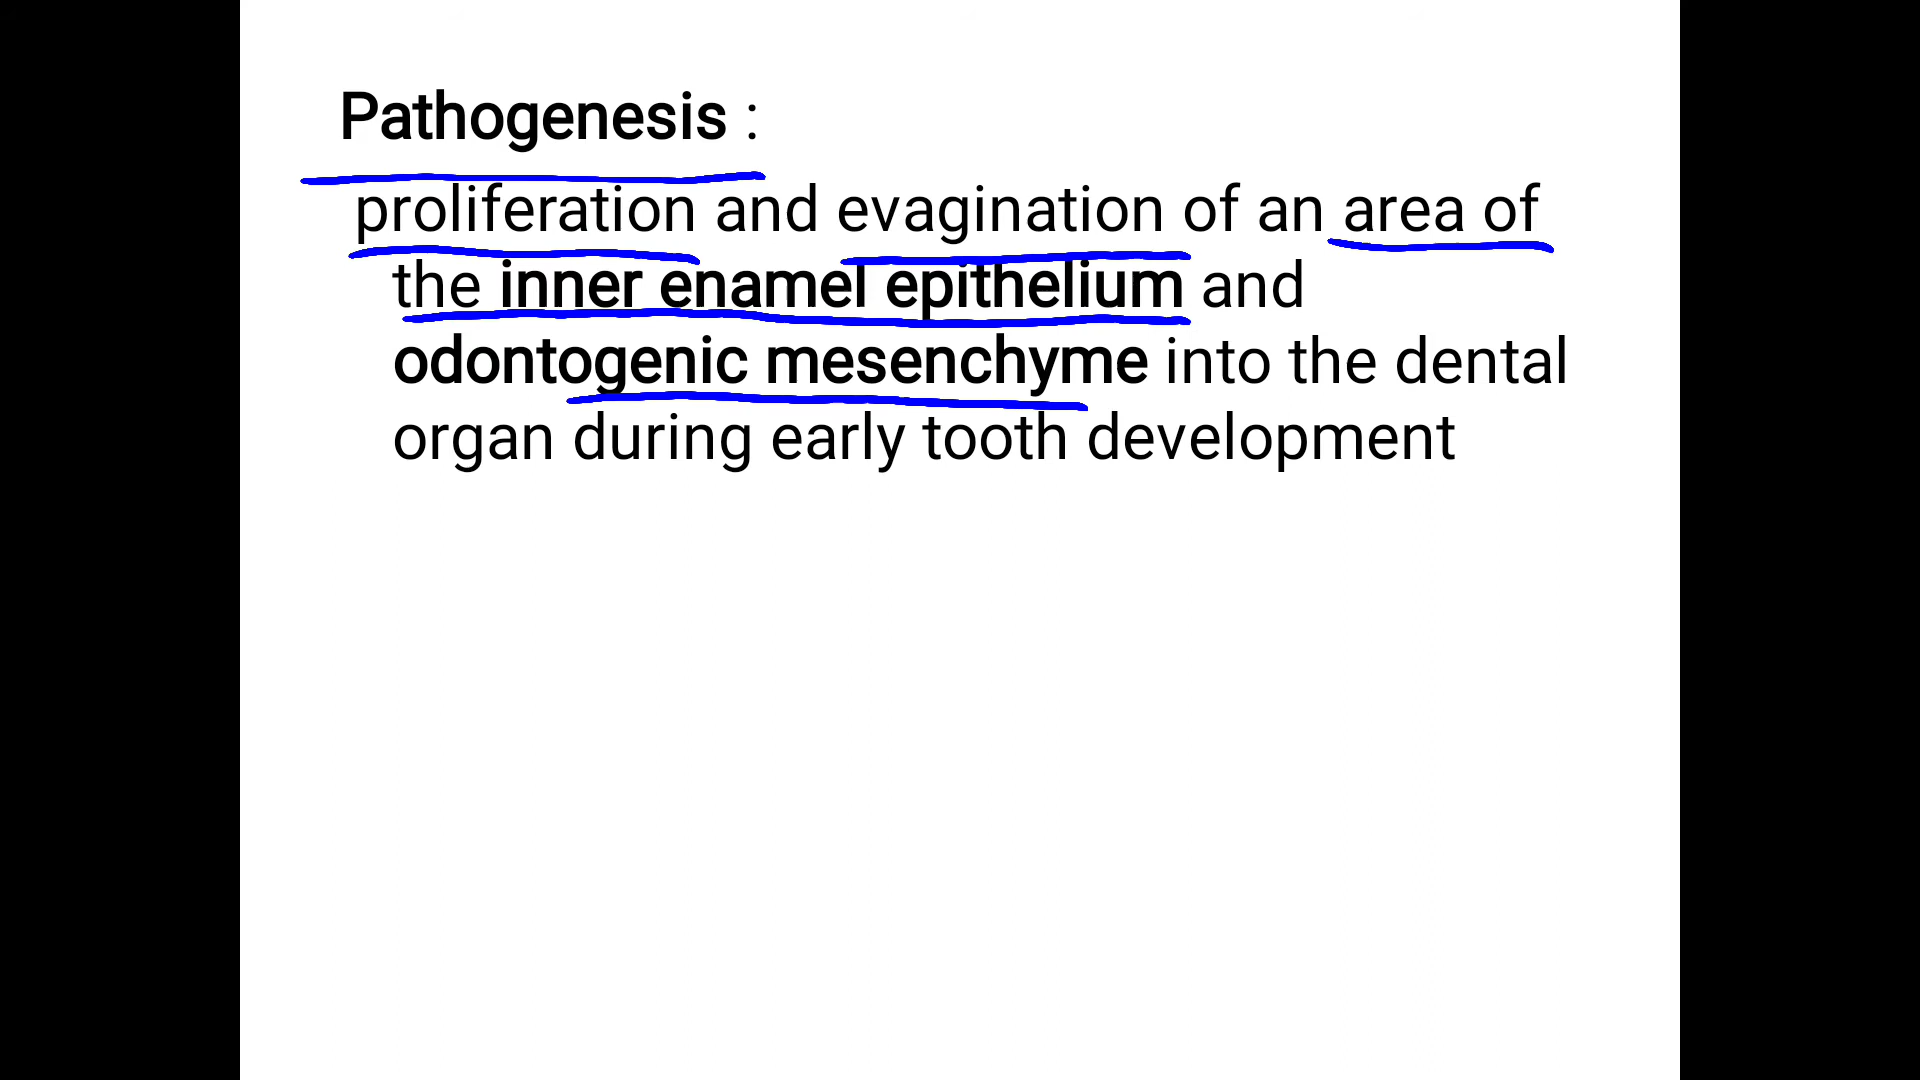 Pathogenesis :
proliferation and evagination of an area of
the inner enamel epithelium and
odontogenic mesenchyme into the dental
organ during early tooth development